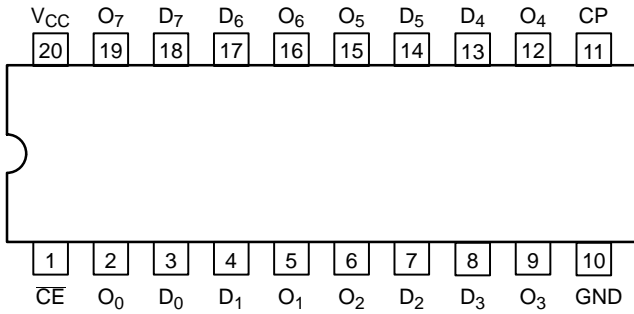 V_CC O₇ D₇ D₆ O₆ O₅ D₅ D₄ O₄ CP
20 19 18 17 16 15 14 13 12 11
1 2 3 4 5 6 7 8 9 10
C̅E̅ O₀ D₀ D₁ O₁ O₂ D₂ D₃ O₃ GND